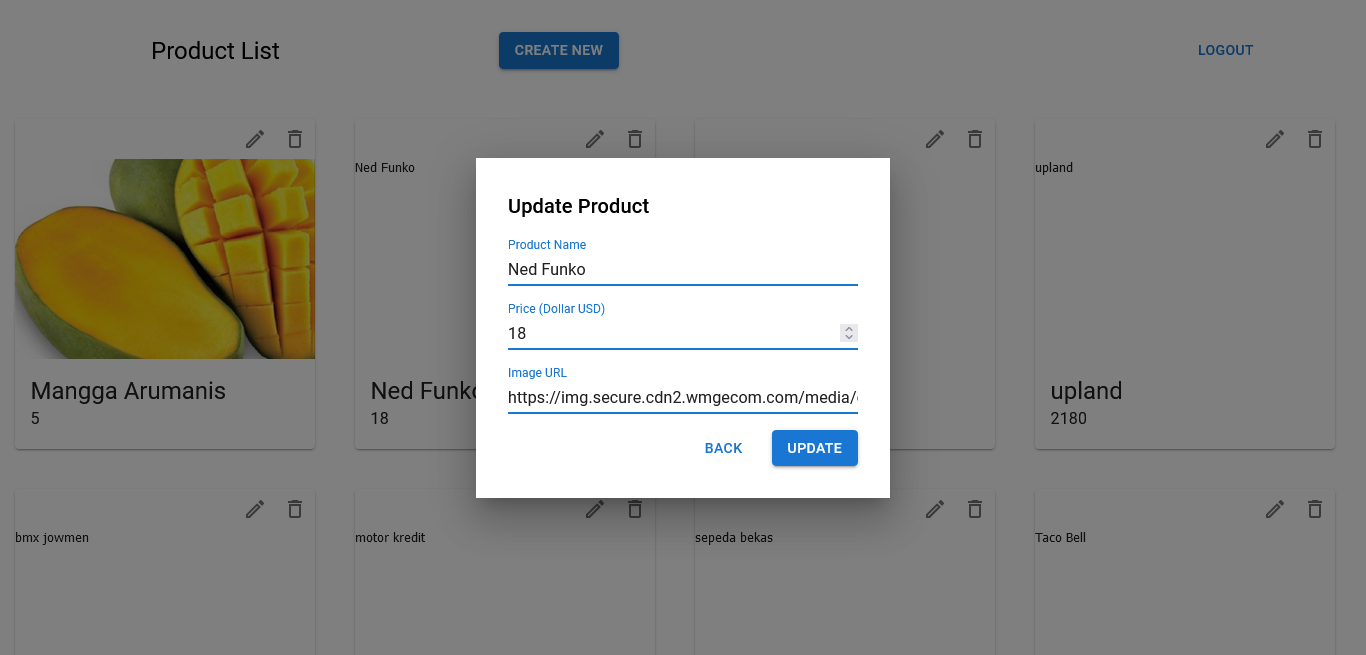 Product List
CREATE NEW
LOGOUT
Ned Funko
upland
Mangga Arumanis
5
Ned Funko
18
upland
2180
Update Product
Product Name
Ned Funko
Price (Dollar USD)
18
Image URL
https://img.secure.cdn2.wmgecom.com/media/
BACK
UPDATE
bmx jowmen
motor kredit
sepeda bekas
Taco Bell